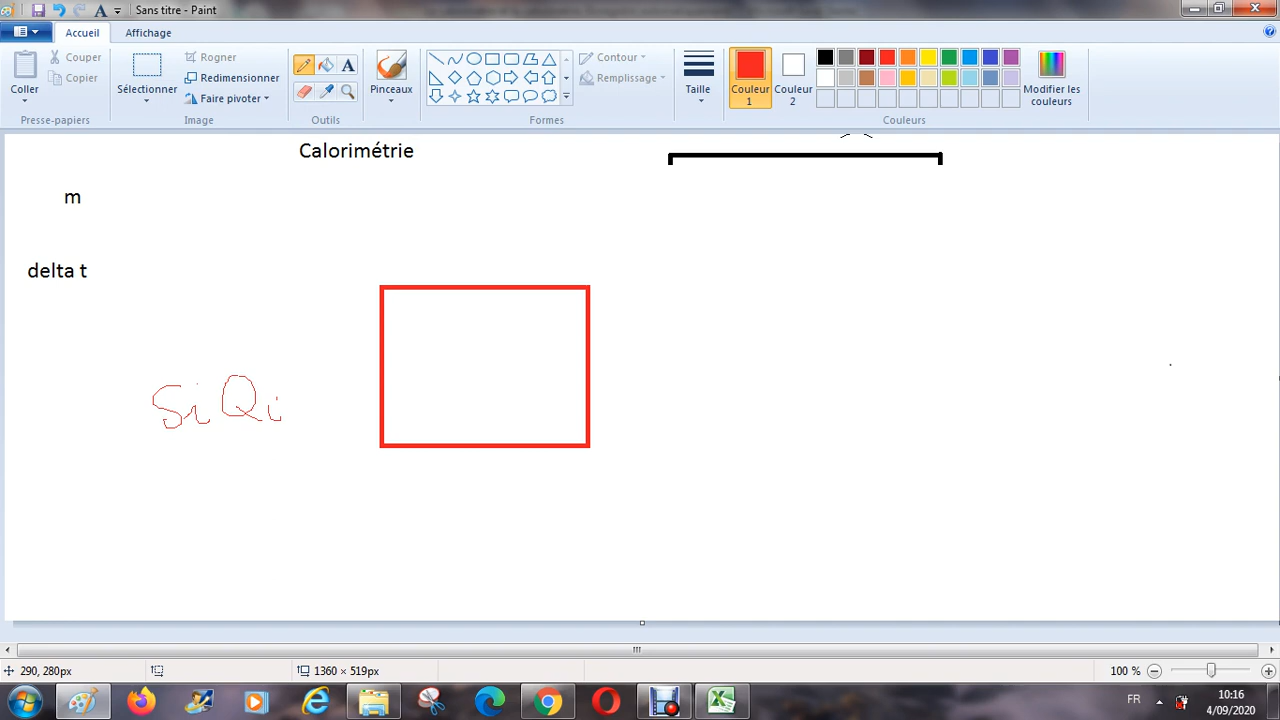 Sans titre - Paint
Accueil Affichage
Coller
Couper
Copier
Presse-papiers
Sélectionner
Rogner
Redimensionner
Faire pivoter
Image
Outils
Pinceaux
Contour
Remplissage
Formes
Taille
Couleur 1
Couleur 2
Modifier les couleurs
Couleurs
Calorimétrie
m
delta t
Si Qi
290, 280px
1360 × 519px
100 %
FR
10:16
4/09/2020